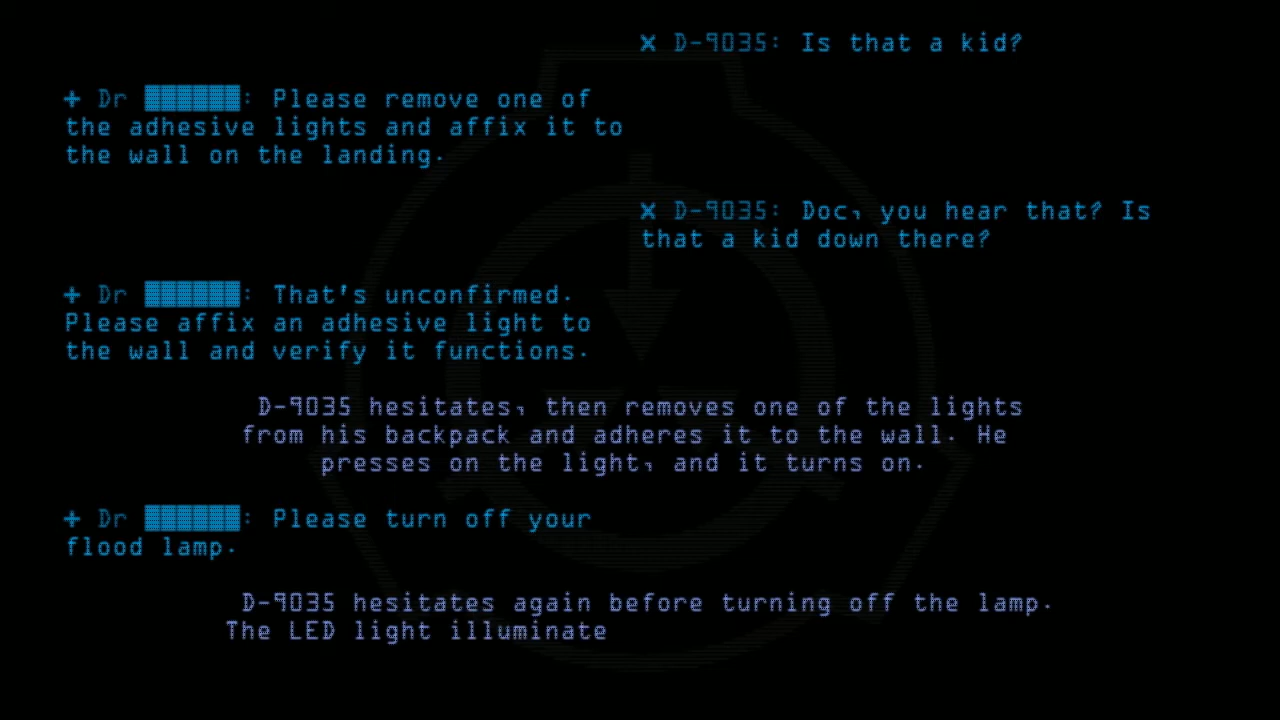 × D-9035: Is that a kid?
+ Dr ▓▓▓▓▓▓: Please remove one of
the adhesive lights and affix it to
the wall on the landing.
× D-9035: Doc, you hear that? Is
that a kid down there?
+ Dr ▓▓▓▓▓▓: That's unconfirmed.
Please affix an adhesive light to
the wall and verify it functions.
D-9035 hesitates, then removes one of the lights
from his backpack and adheres it to the wall. He
presses on the light, and it turns on.
+ Dr ▓▓▓▓▓▓: Please turn off your
flood lamp.
D-9035 hesitates again before turning off the lamp.
The LED light illuminate